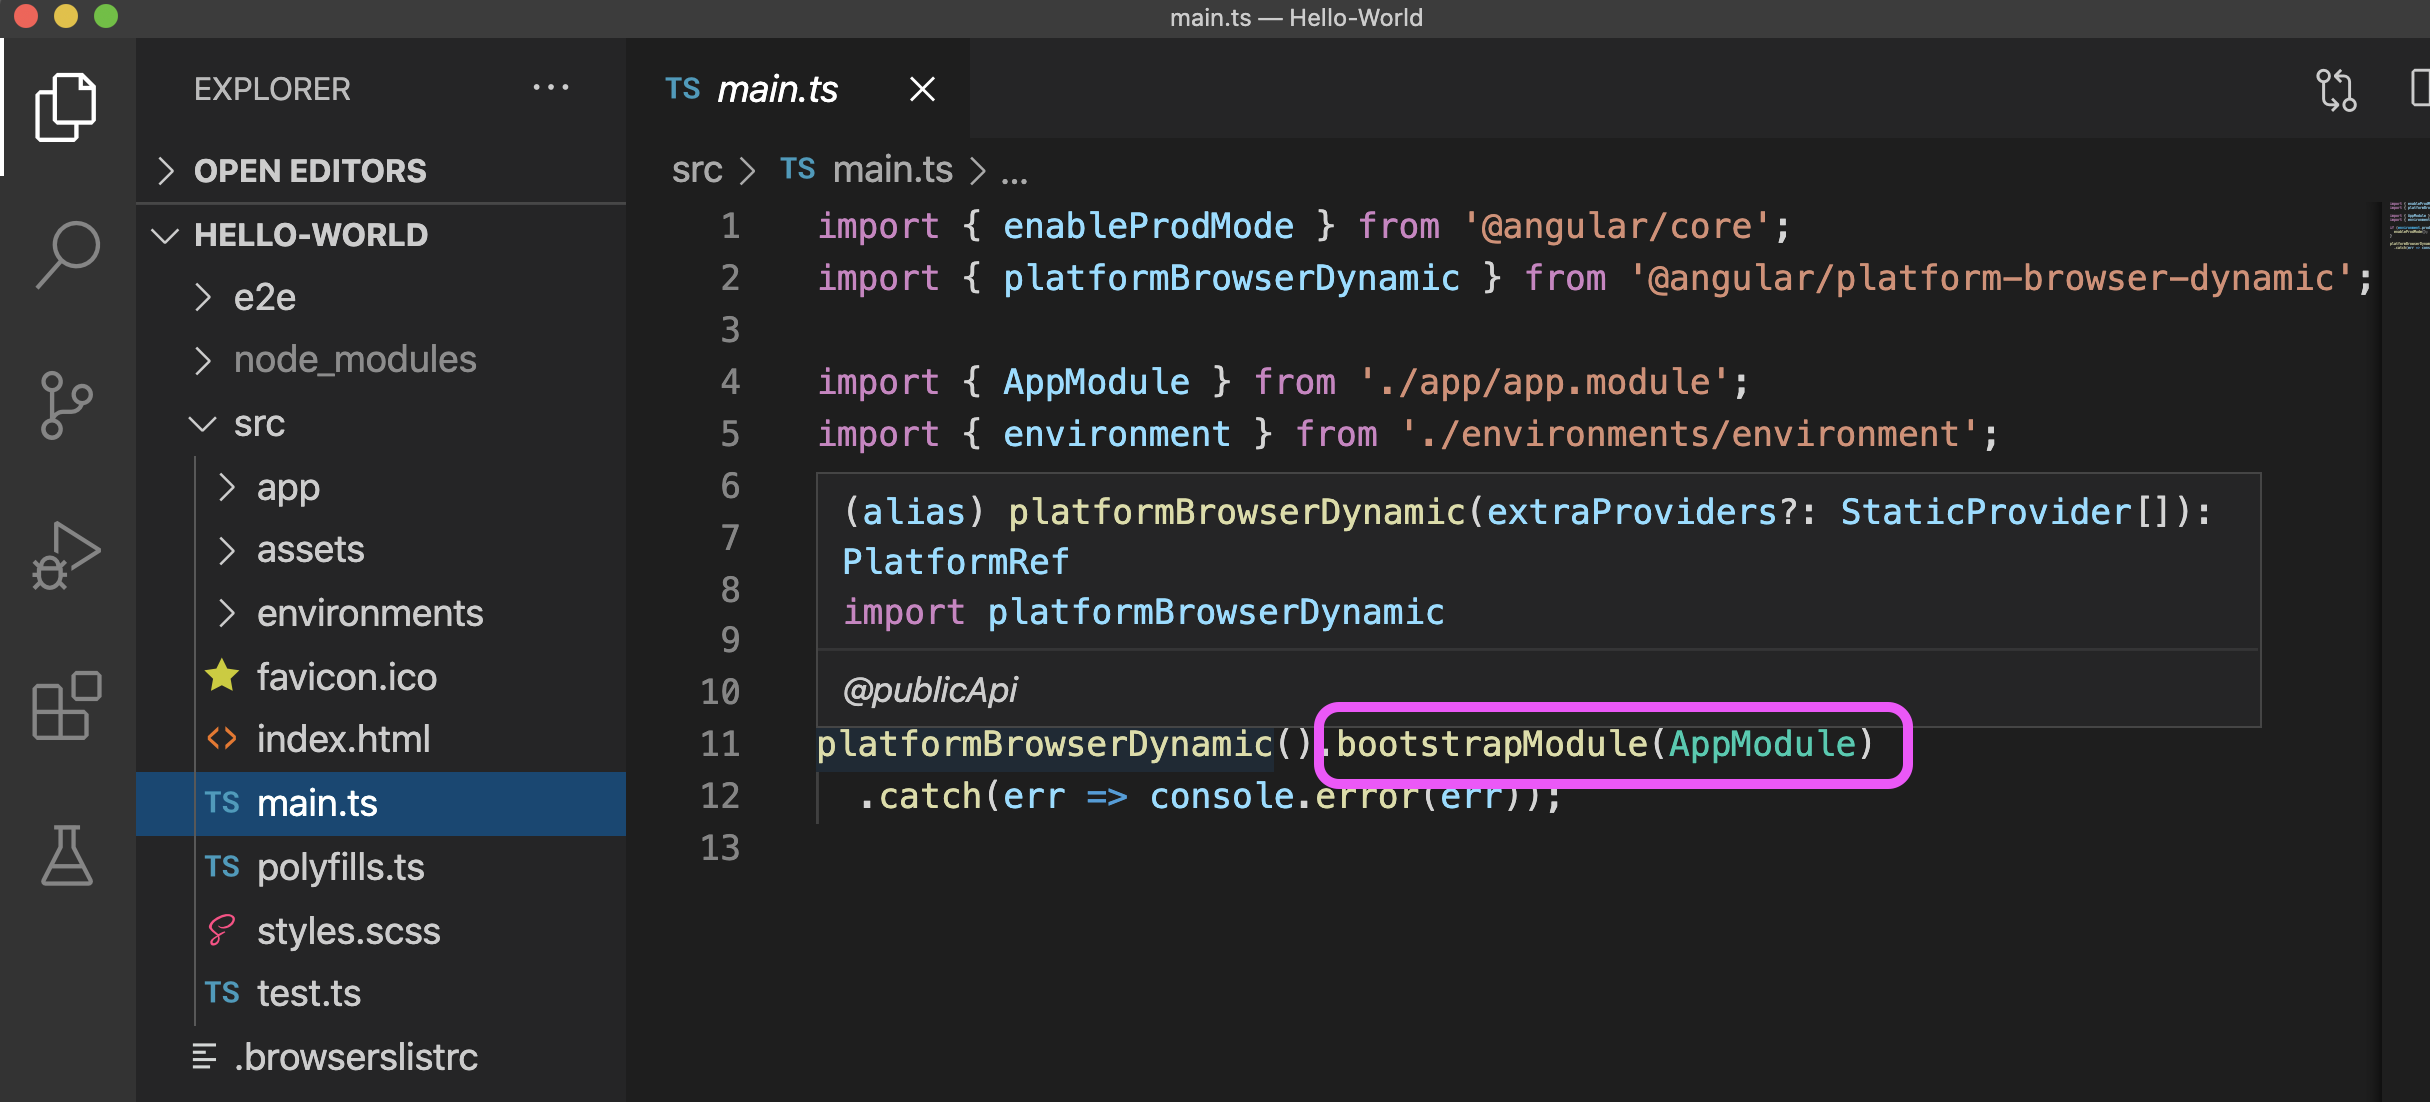 main.ts — Hello-World
EXPLORER
OPEN EDITORS
HELLO-WORLD
e2e
node_modules
src
app
assets
environments
favicon.ico
index.html
TS main.ts
TS polyfills.ts
styles.scss
TS test.ts
.browserslistrc
TS main.ts
src > TS main.ts > ...
1 import { enableProdMode } from '@angular/core';
2 import { platformBrowserDynamic } from '@angular/platform-browser-dynamic';
3
4 import { AppModule } from './app/app.module';
5 import { environment } from './environments/environment';
6
7
8
9
10
(alias) platformBrowserDynamic(extraProviders?: StaticProvider[]):
PlatformRef
import platformBrowserDynamic
@publicApi
11 platformBrowserDynamic().bootstrapModule(AppModule)
12 .catch(err => console.error(err));
13